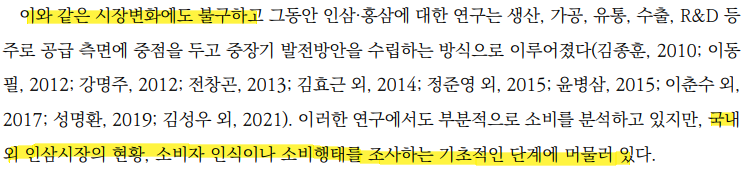 이와 같은 시장변화에도 불구하고 그동안 인삼·홍삼에 대한 연구는 생산, 가공, 유통, 수출, R&D 등
주로 공급 측면에 중점을 두고 중장기 발전방안을 수립하는 방식으로 이루어졌다(김종훈, 2010; 이동
필, 2012; 강명주, 2012; 전창곤, 2013; 김효근 외, 2014; 정준영 외, 2015; 윤병삼, 2015; 이춘수 외,
2017; 성명환, 2019; 김성우 외, 2021). 이러한 연구에서도 부분적으로 소비를 분석하고 있지만, 국내
외 인삼시장의 현황, 소비자 인식이나 소비행태를 조사하는 기초적인 단계에 머물러 있다.